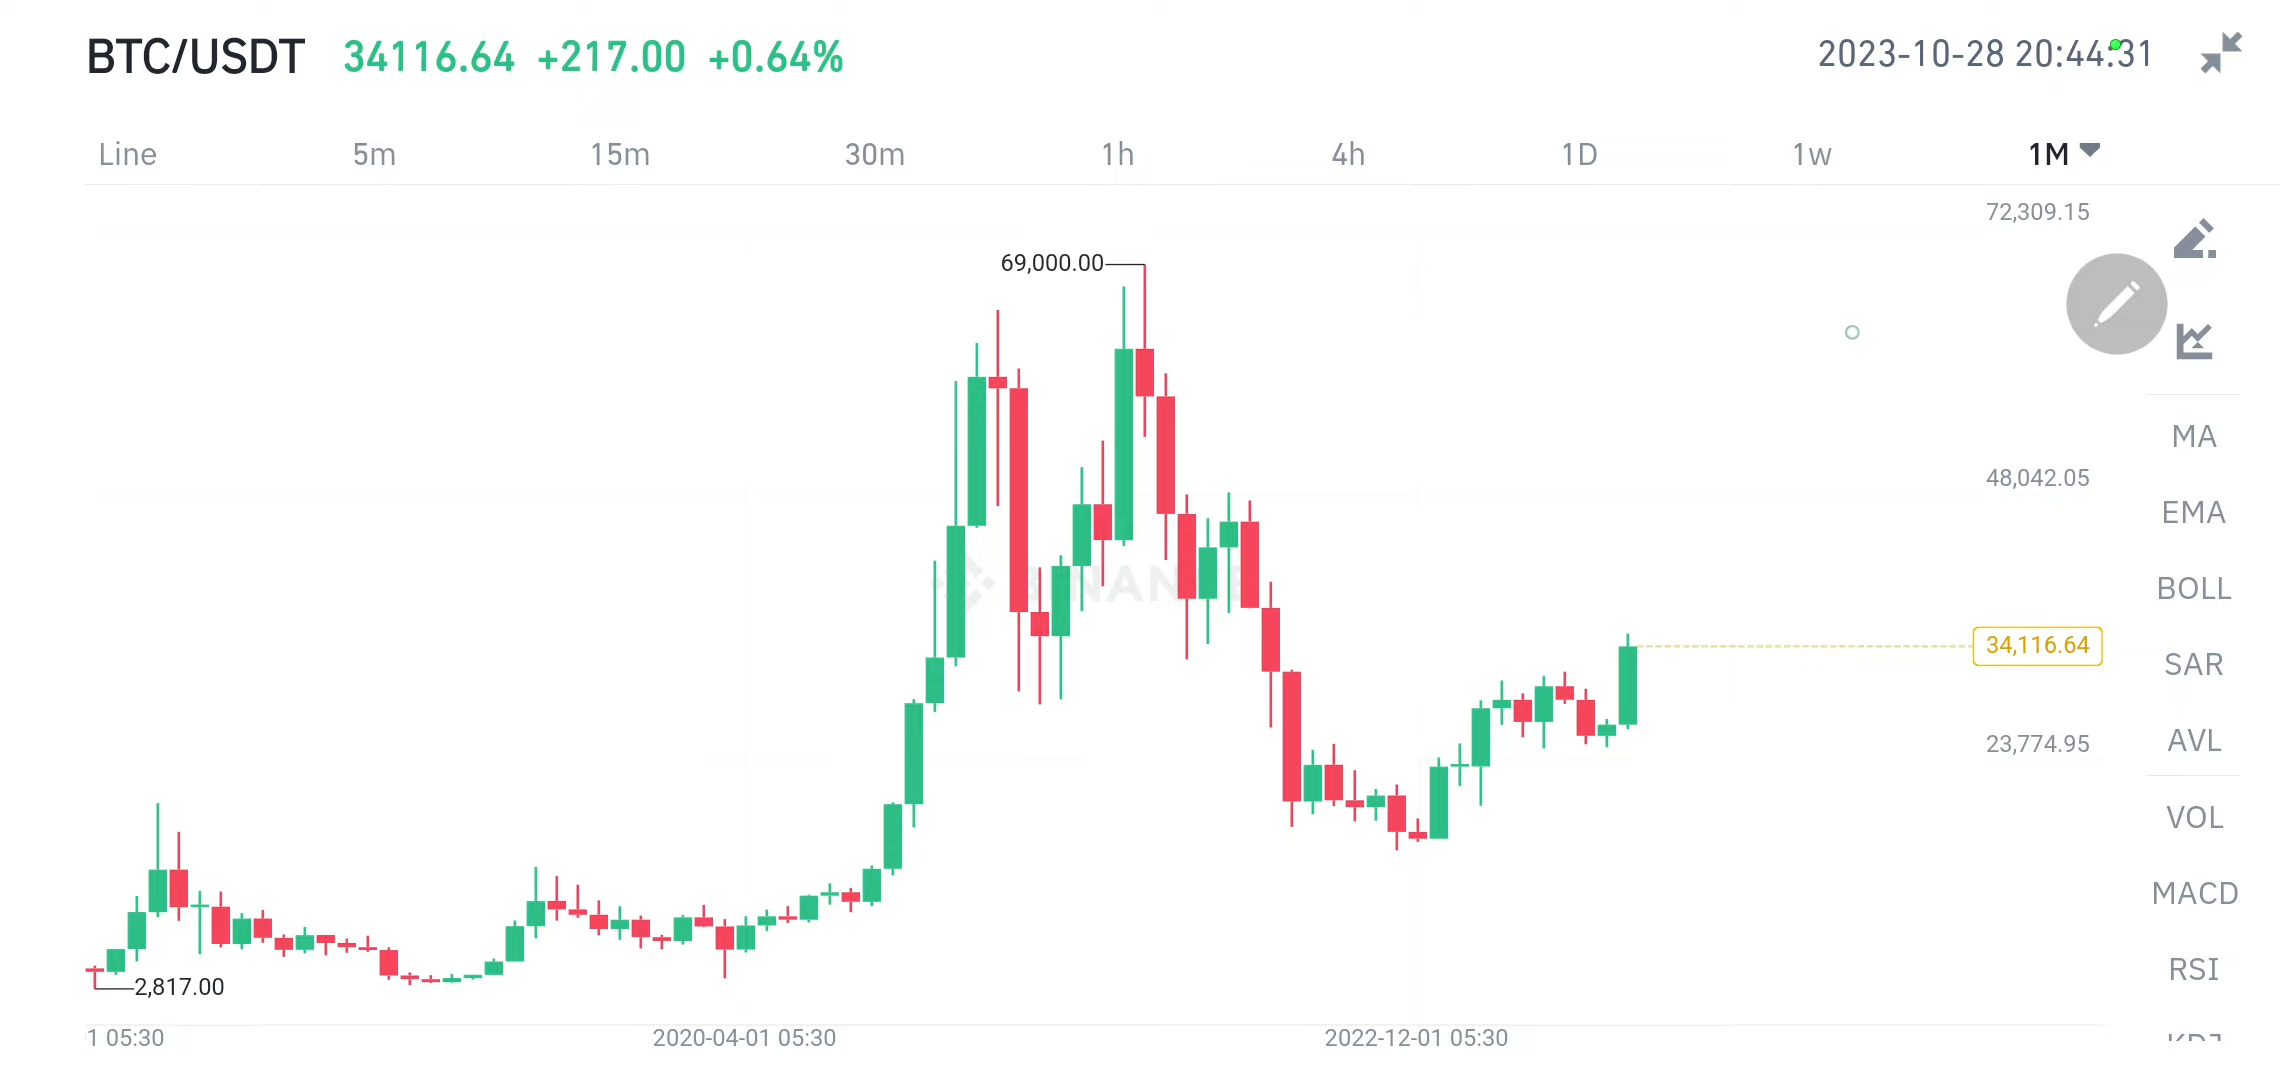 BTC/USDT 34116.64 +217.00 +0.64% 2023-10-28 20:44:31
Line 5m 15m 30m 1h 4h 1D 1w 1M
72,309.15
69,000.00
48,042.05
MA
EMA
BINANCE
BOLL
34,116.64
SAR
23,774.95
AVL
VOL
MACD
2,817.00
RSI
1 05:30 2020-04-01 05:30 2022-12-01 05:30